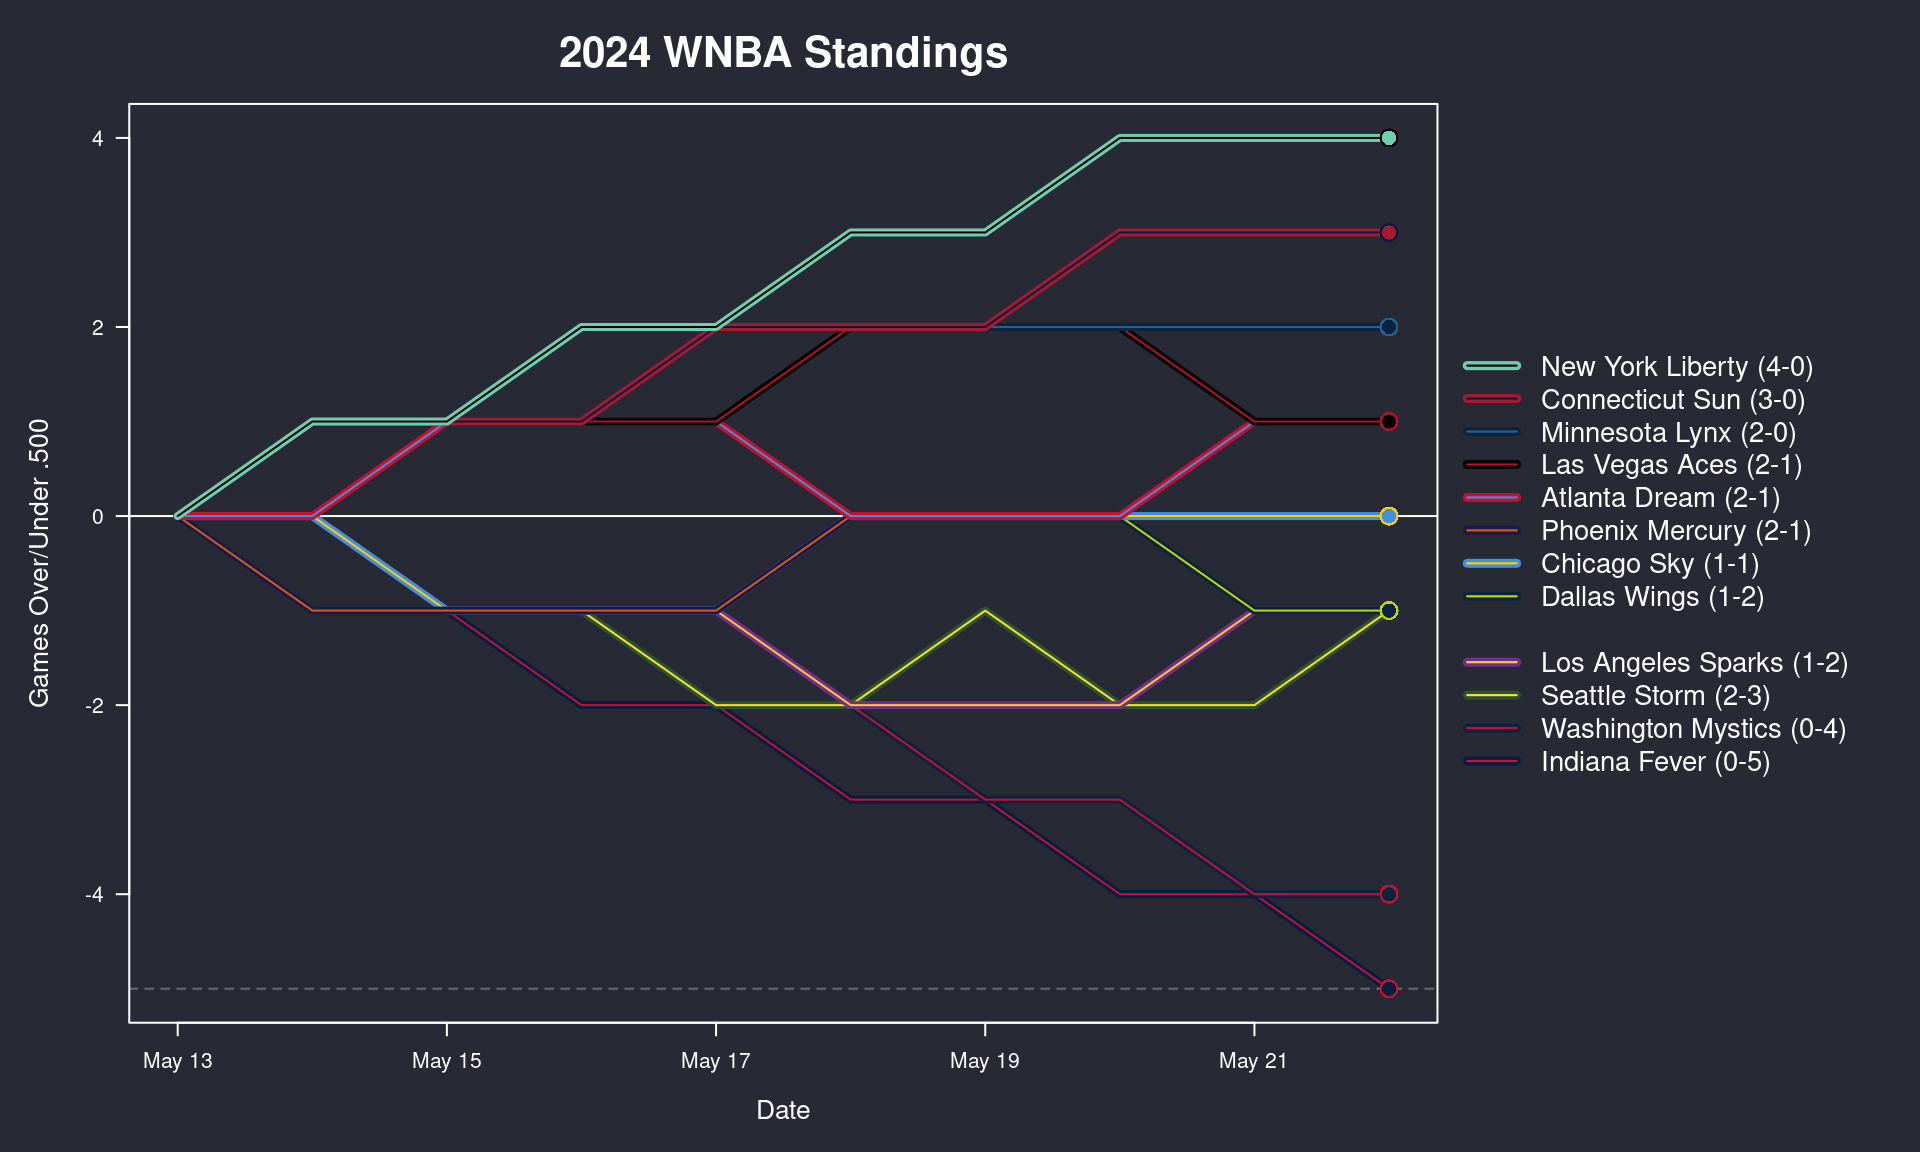 2024 WNBA Standings
Games Over/Under .500
4
2
0
-2
-4
May 13
May 15
May 17
May 19
May 21
Date
New York Liberty (4-0)
Connecticut Sun (3-0)
Minnesota Lynx (2-0)
Las Vegas Aces (2-1)
Atlanta Dream (2-1)
Phoenix Mercury (2-1)
Chicago Sky (1-1)
Dallas Wings (1-2)
Los Angeles Sparks (1-2)
Seattle Storm (2-3)
Washington Mystics (0-4)
Indiana Fever (0-5)